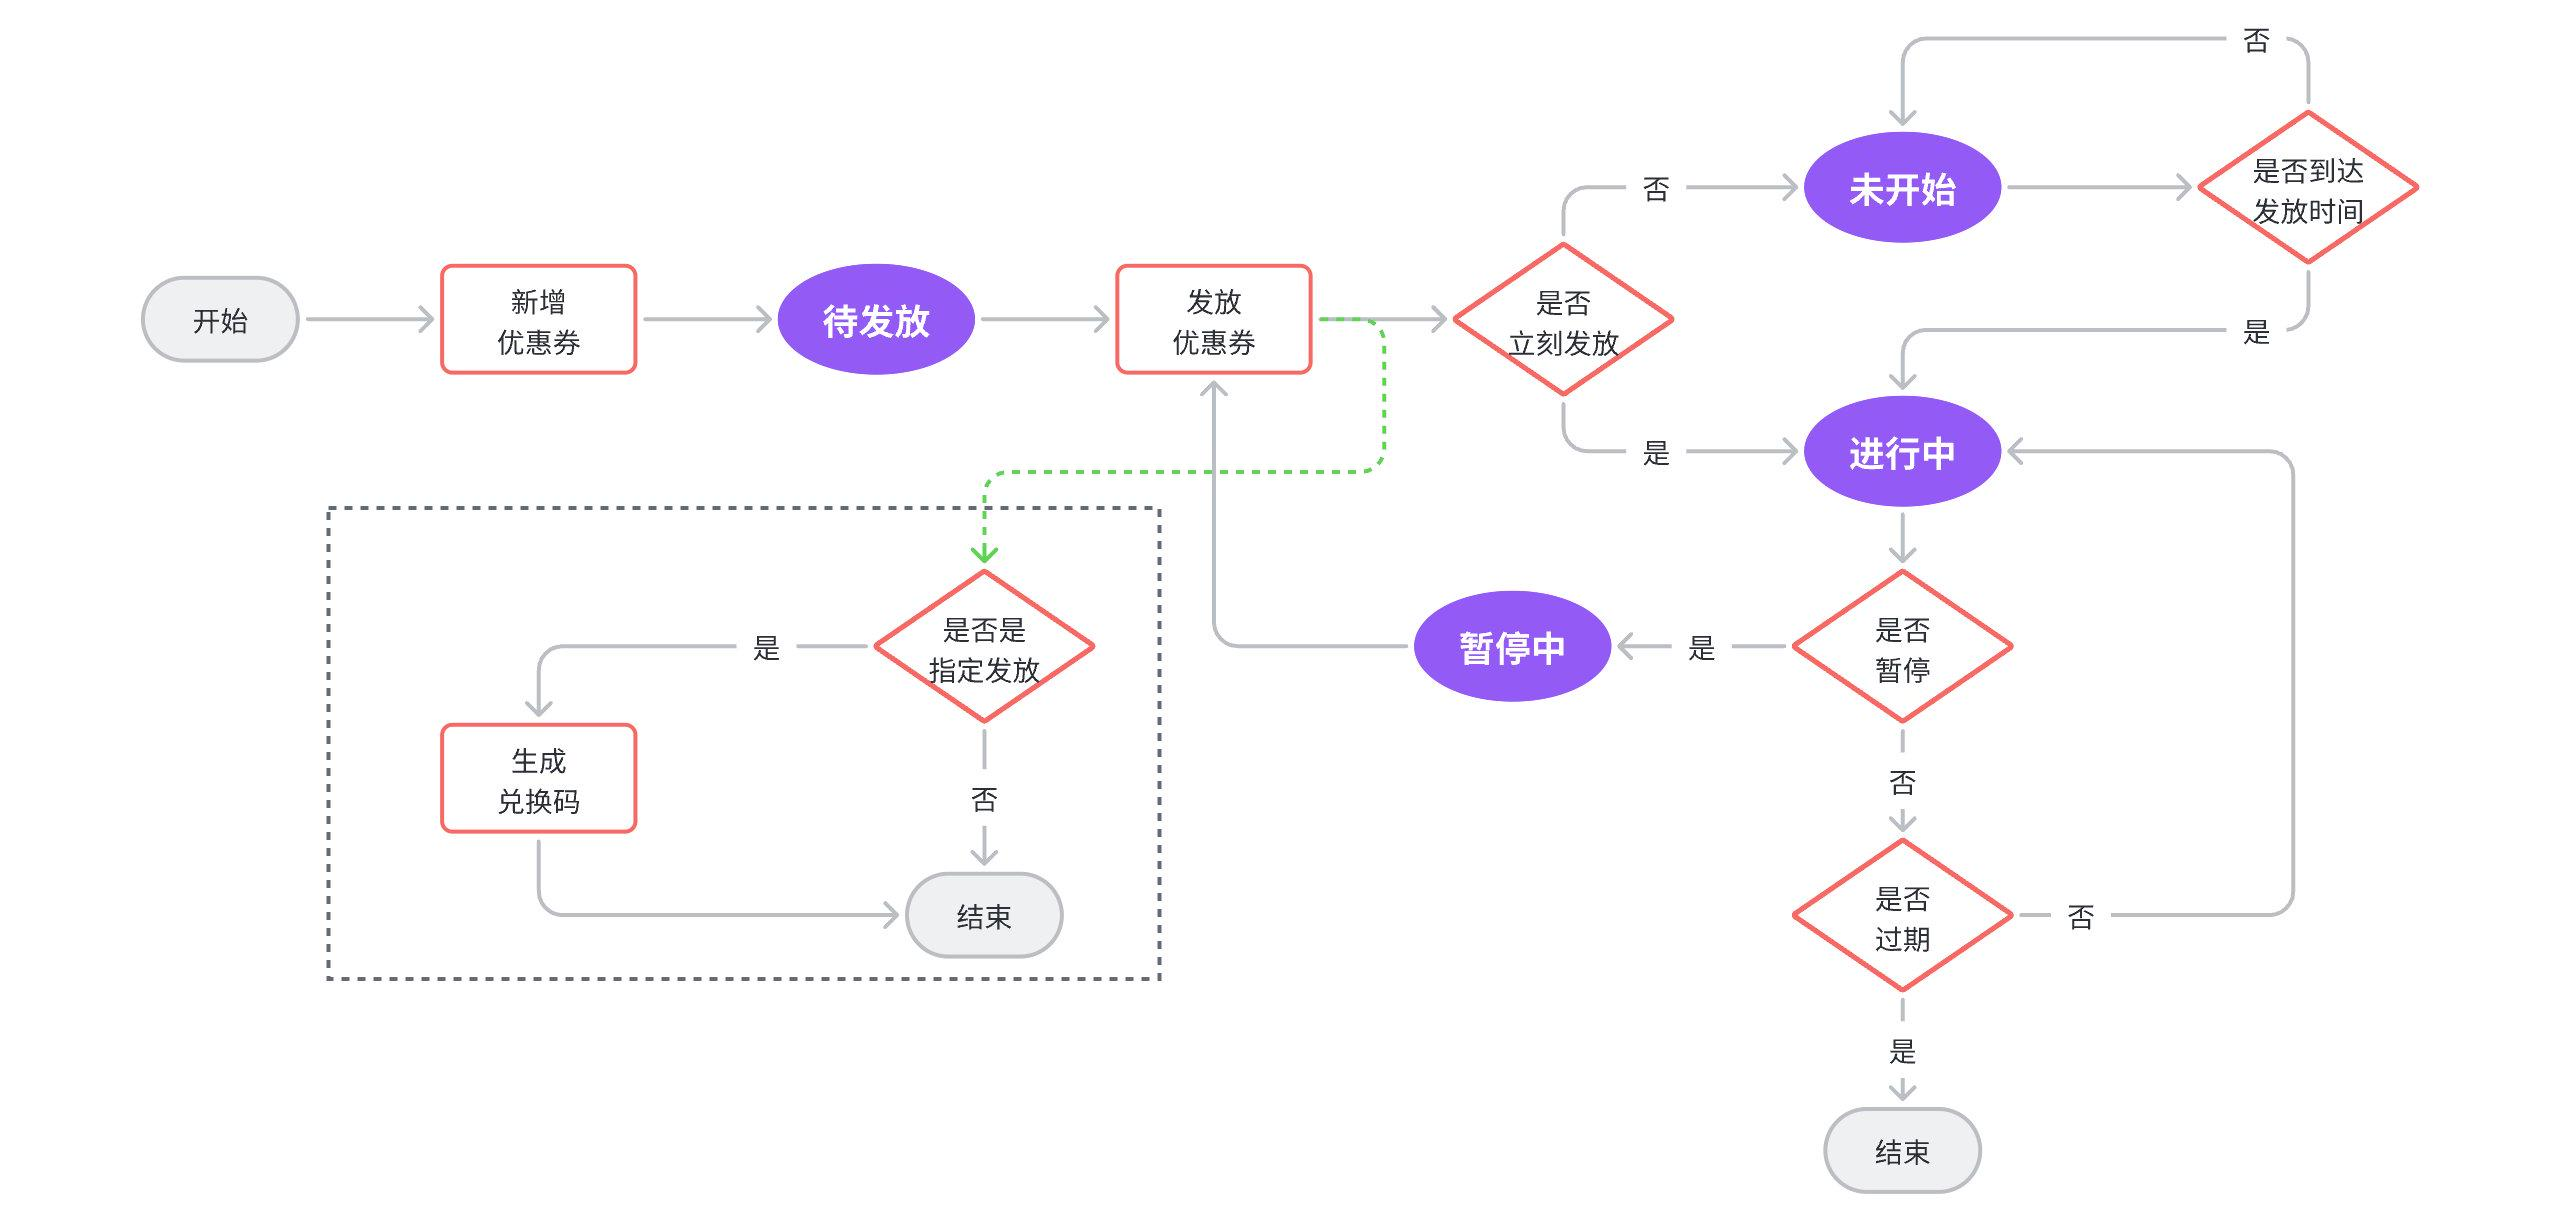 否
是否到达
发放时间
否
未开始
开始
新增
优惠券
待发放
发放
优惠券
是否
立刻发放
是
是
进行中
是否是
指定发放
是
暂停中
是
是否
暂停
生成
兑换码
否
否
结束
是否
过期
否
是
结束